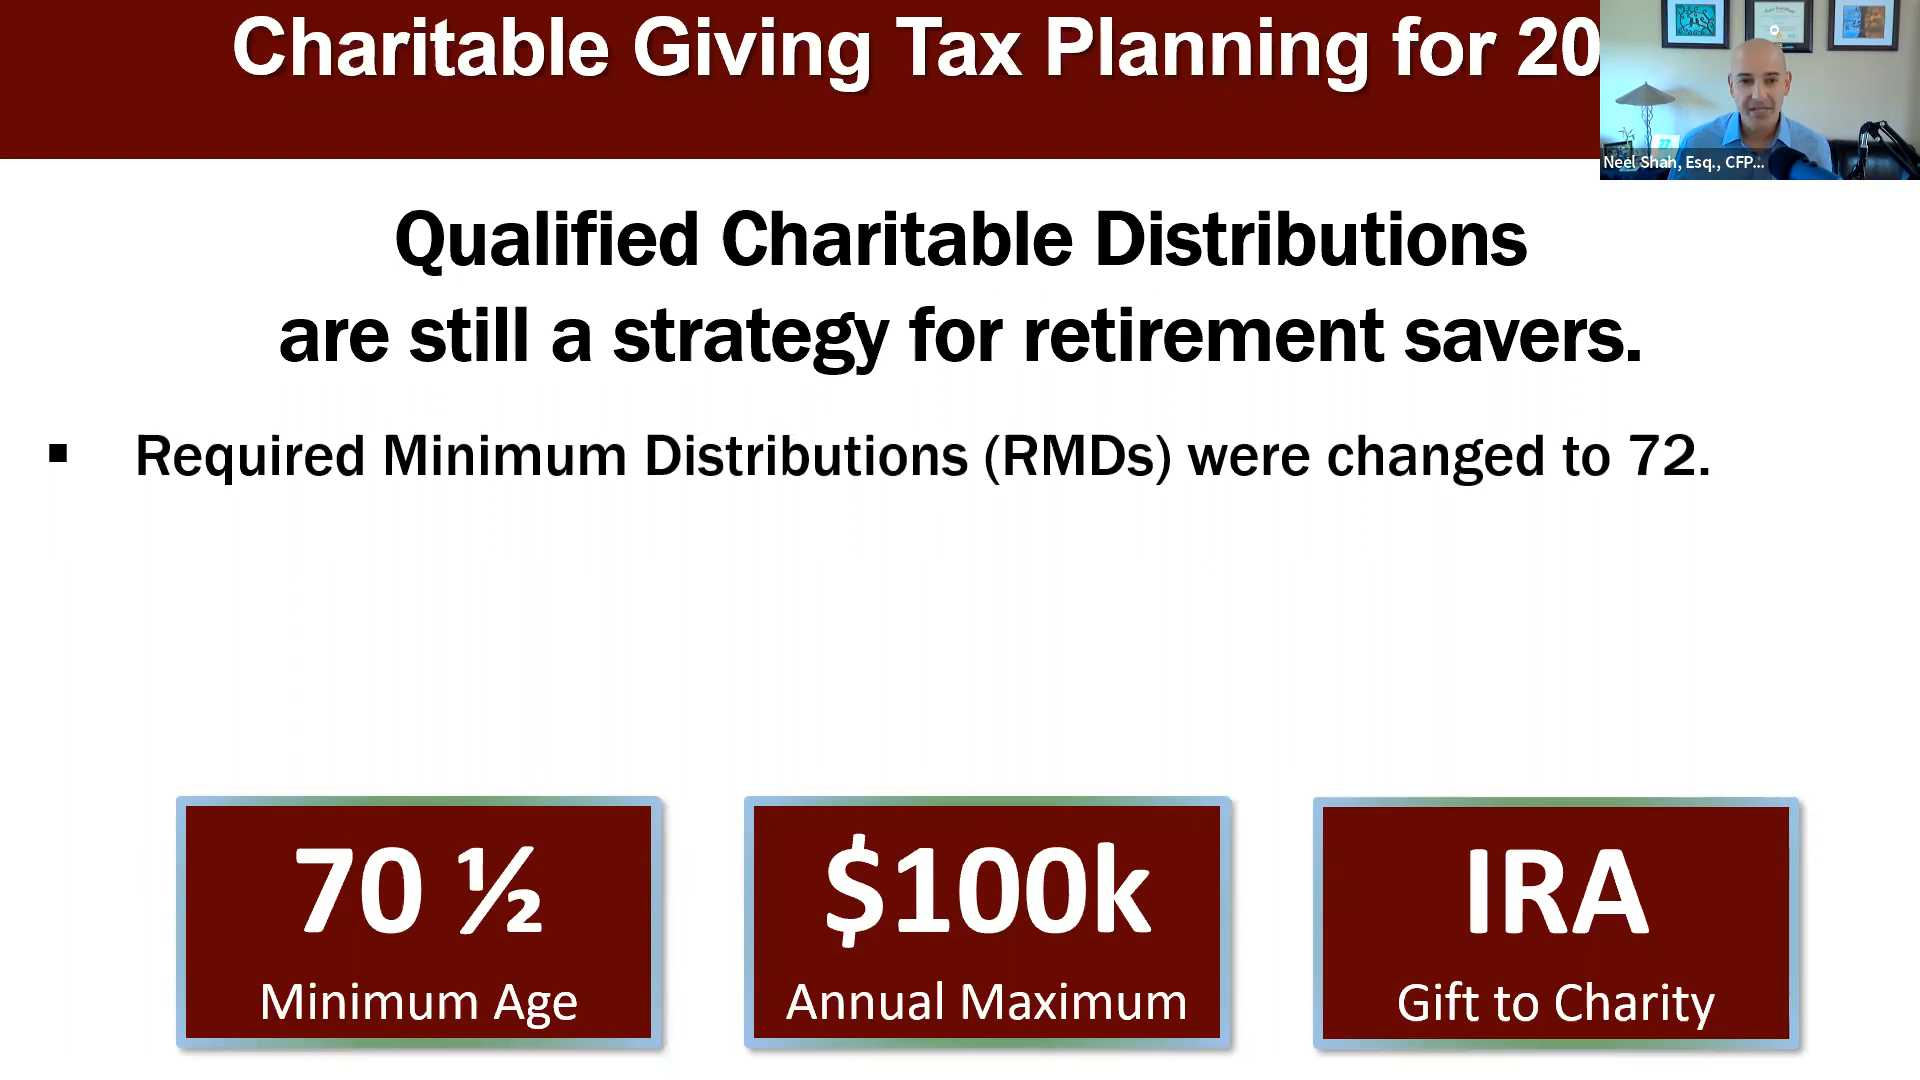 Charitable Giving Tax Planning for 20
27
Neel Shah, Esq., CFP...
Qualified Charitable Distributions
are still a strategy for retirement savers.
▪ Required Minimum Distributions (RMDs) were changed to 72.
70 ½
Minimum Age
$100k
Annual Maximum
IRA
Gift to Charity